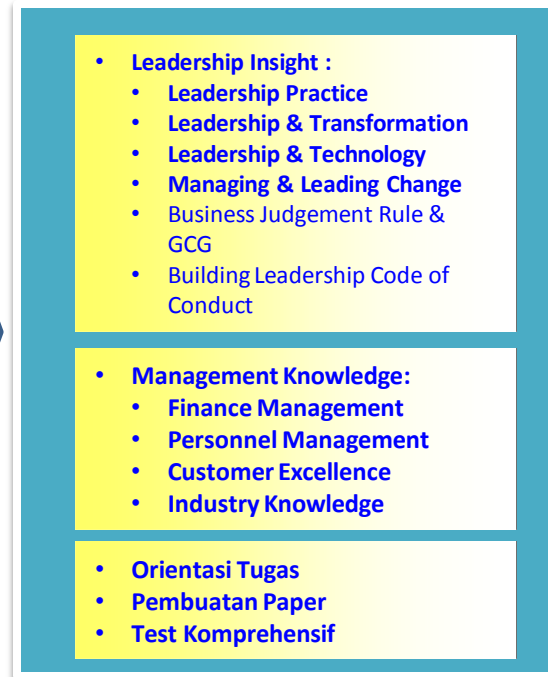 • Leadership Insight :
• Leadership Practice
• Leadership & Transformation
• Leadership & Technology
• Managing & Leading Change
• Business Judgement Rule &
GCG
• Building Leadership Code of
Conduct
• Management Knowledge:
• Finance Management
• Personnel Management
• Customer Excellence
• Industry Knowledge
• Orientasi Tugas
• Pembuatan Paper
• Test Komprehensif